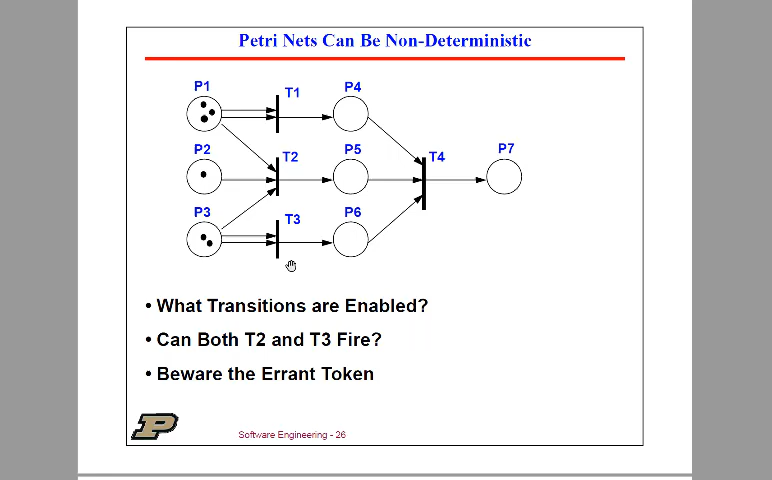 Petri Nets Can Be Non-Deterministic
P1 T1 P4
P2 T2 P5 T4 P7
P3 T3 P6
• What Transitions are Enabled?
• Can Both T2 and T3 Fire?
• Beware the Errant Token
P
Software Engineering - 26